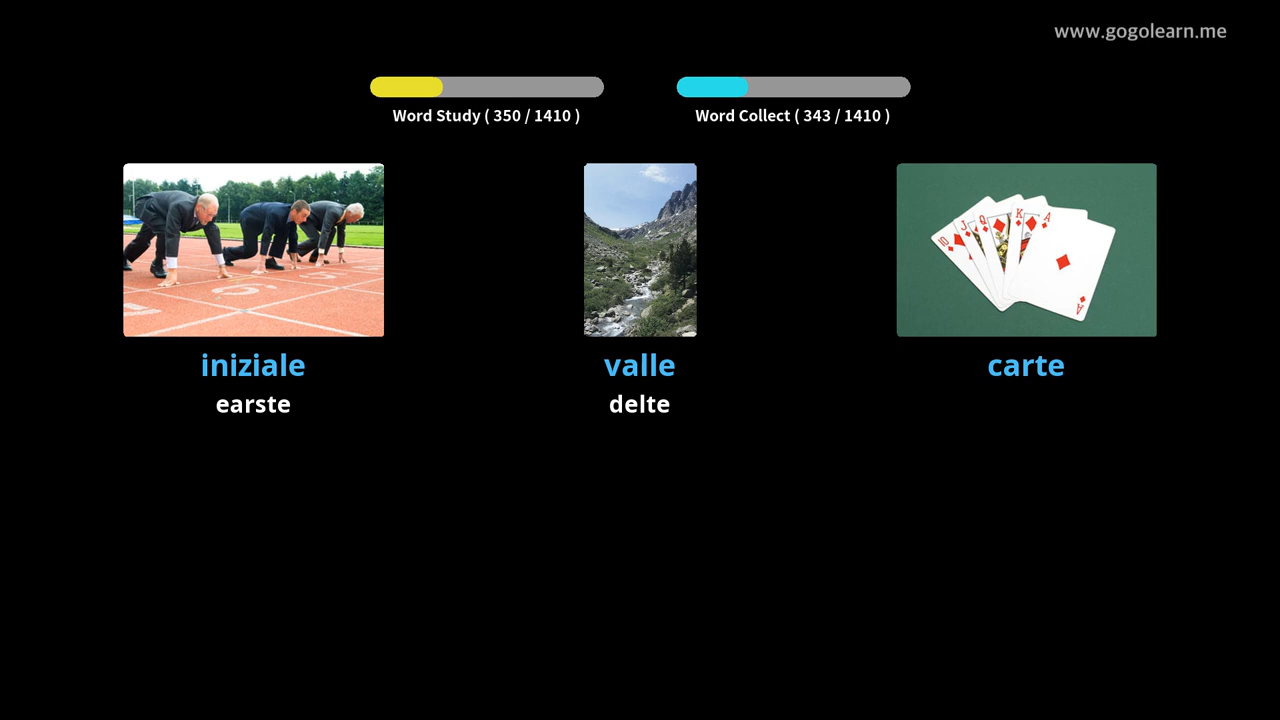 www.gogolearn.me
Word Study ( 350 / 1410 )
Word Collect ( 343 / 1410 )
iniziale
earste
valle
delte
carte